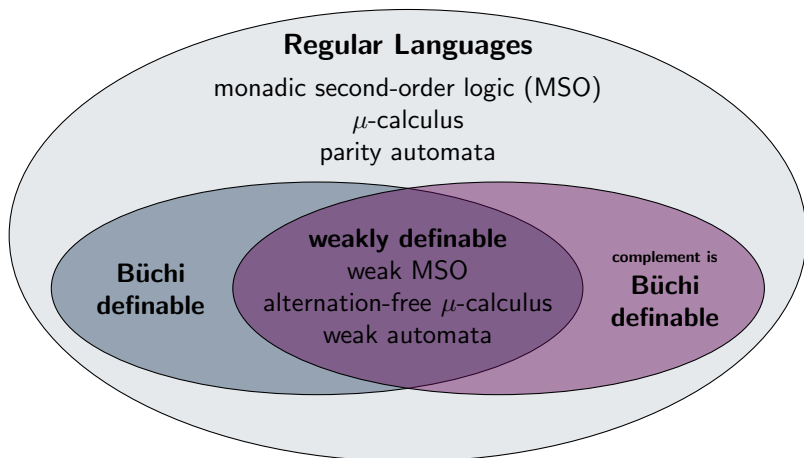 Regular Languages
monadic second-order logic (MSO)
μ-calculus
parity automata
Büchi
definable
weakly definable
weak MSO
alternation-free μ-calculus
weak automata
complement is
Büchi
definable